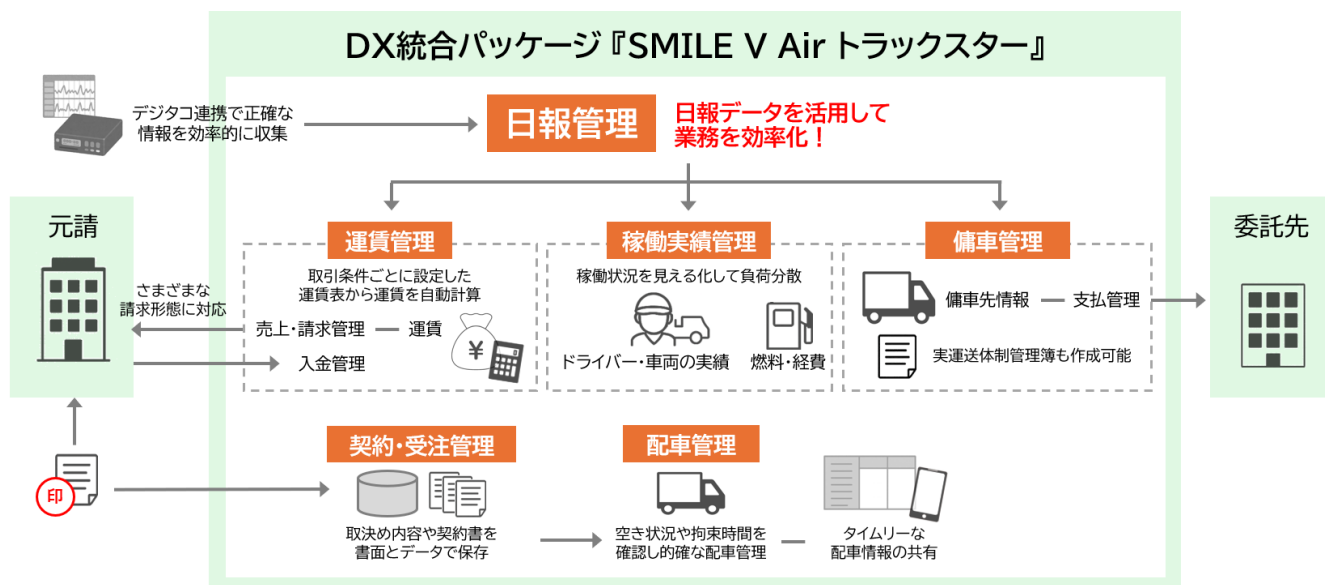 DX統合パッケージ『SMILE V Air トラックスター』
デジタコ連携で正確な
情報を効率的に収集
日報管理
日報データを活用して
業務を効率化！
元請
さまざまな
請求形態に対応
運賃管理
取引条件ごとに設定した
運賃表から運賃を自動計算
売上・請求管理
運賃
¥
入金管理
稼働実績管理
稼働状況を見える化して負荷分散
ドライバー・車両の実績
燃料・経費
傭車管理
傭車先情報
支払管理
実運送体制管理簿も作成可能
委託先
印
契約・受注管理
取決め内容や契約書を
書面とデータで保存
配車管理
空き状況や拘束時間を
確認し的確な配車管理
タイムリーな
配車情報の共有